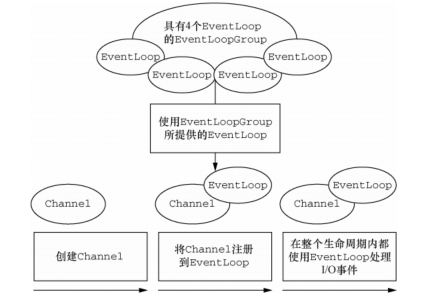 具有4个EventLoop
的EventLoopGroup
EventLoop
EventLoop
EventLoop
EventLoop
使用EventLoopGroup
所提供的EventLoop
Channel
Channel
EventLoop
Channel
EventLoop
创建Channel
将Channel注册
到EventLoop
在整个生命周期内都
使用EventLoop处理
I/O事件